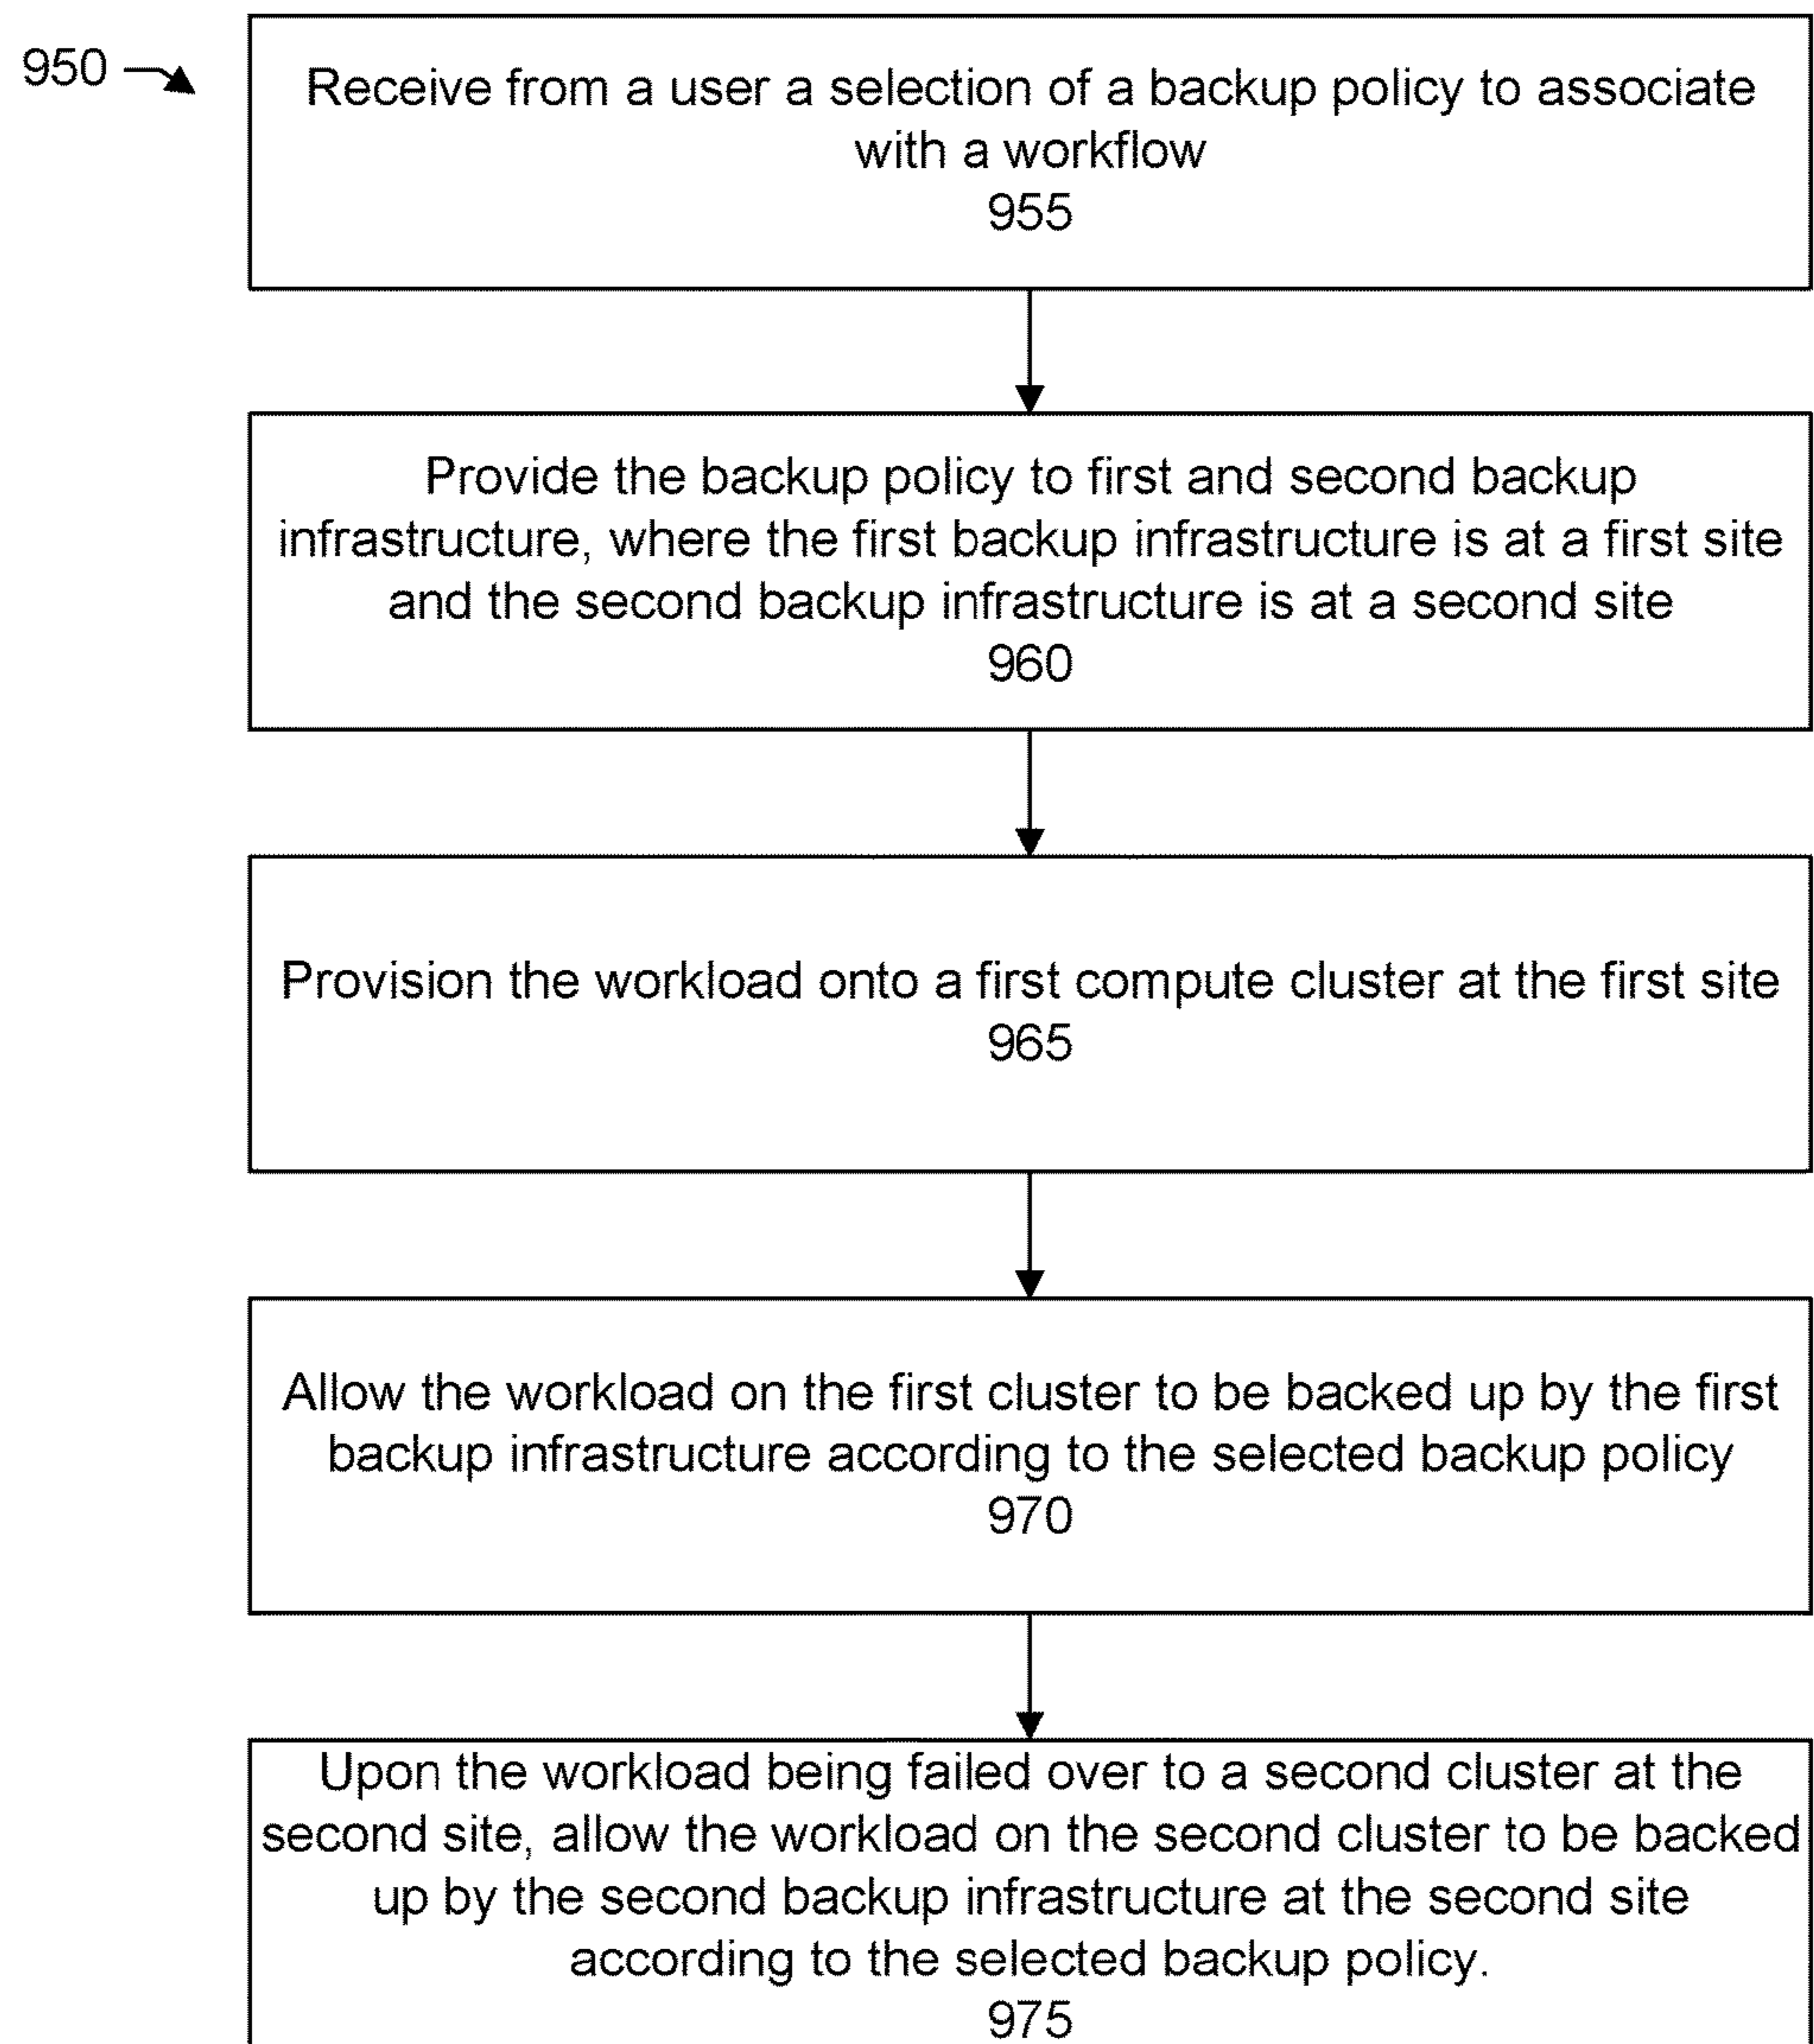 950
Receive from a user a selection of a backup policy to associate
with a workflow
955
Provide the backup policy to first and second backup
infrastructure, where the first backup infrastructure is at a first site
and the second backup infrastructure is at a second site
960
Provision the workload onto a first compute cluster at the first site
965
Allow the workload on the first cluster to be backed up by the first
backup infrastructure according to the selected backup policy
970
Upon the workload being failed over to a second cluster at the
second site, allow the workload on the second cluster to be backed
up by the second backup infrastructure at the second site
according to the selected backup policy.
975